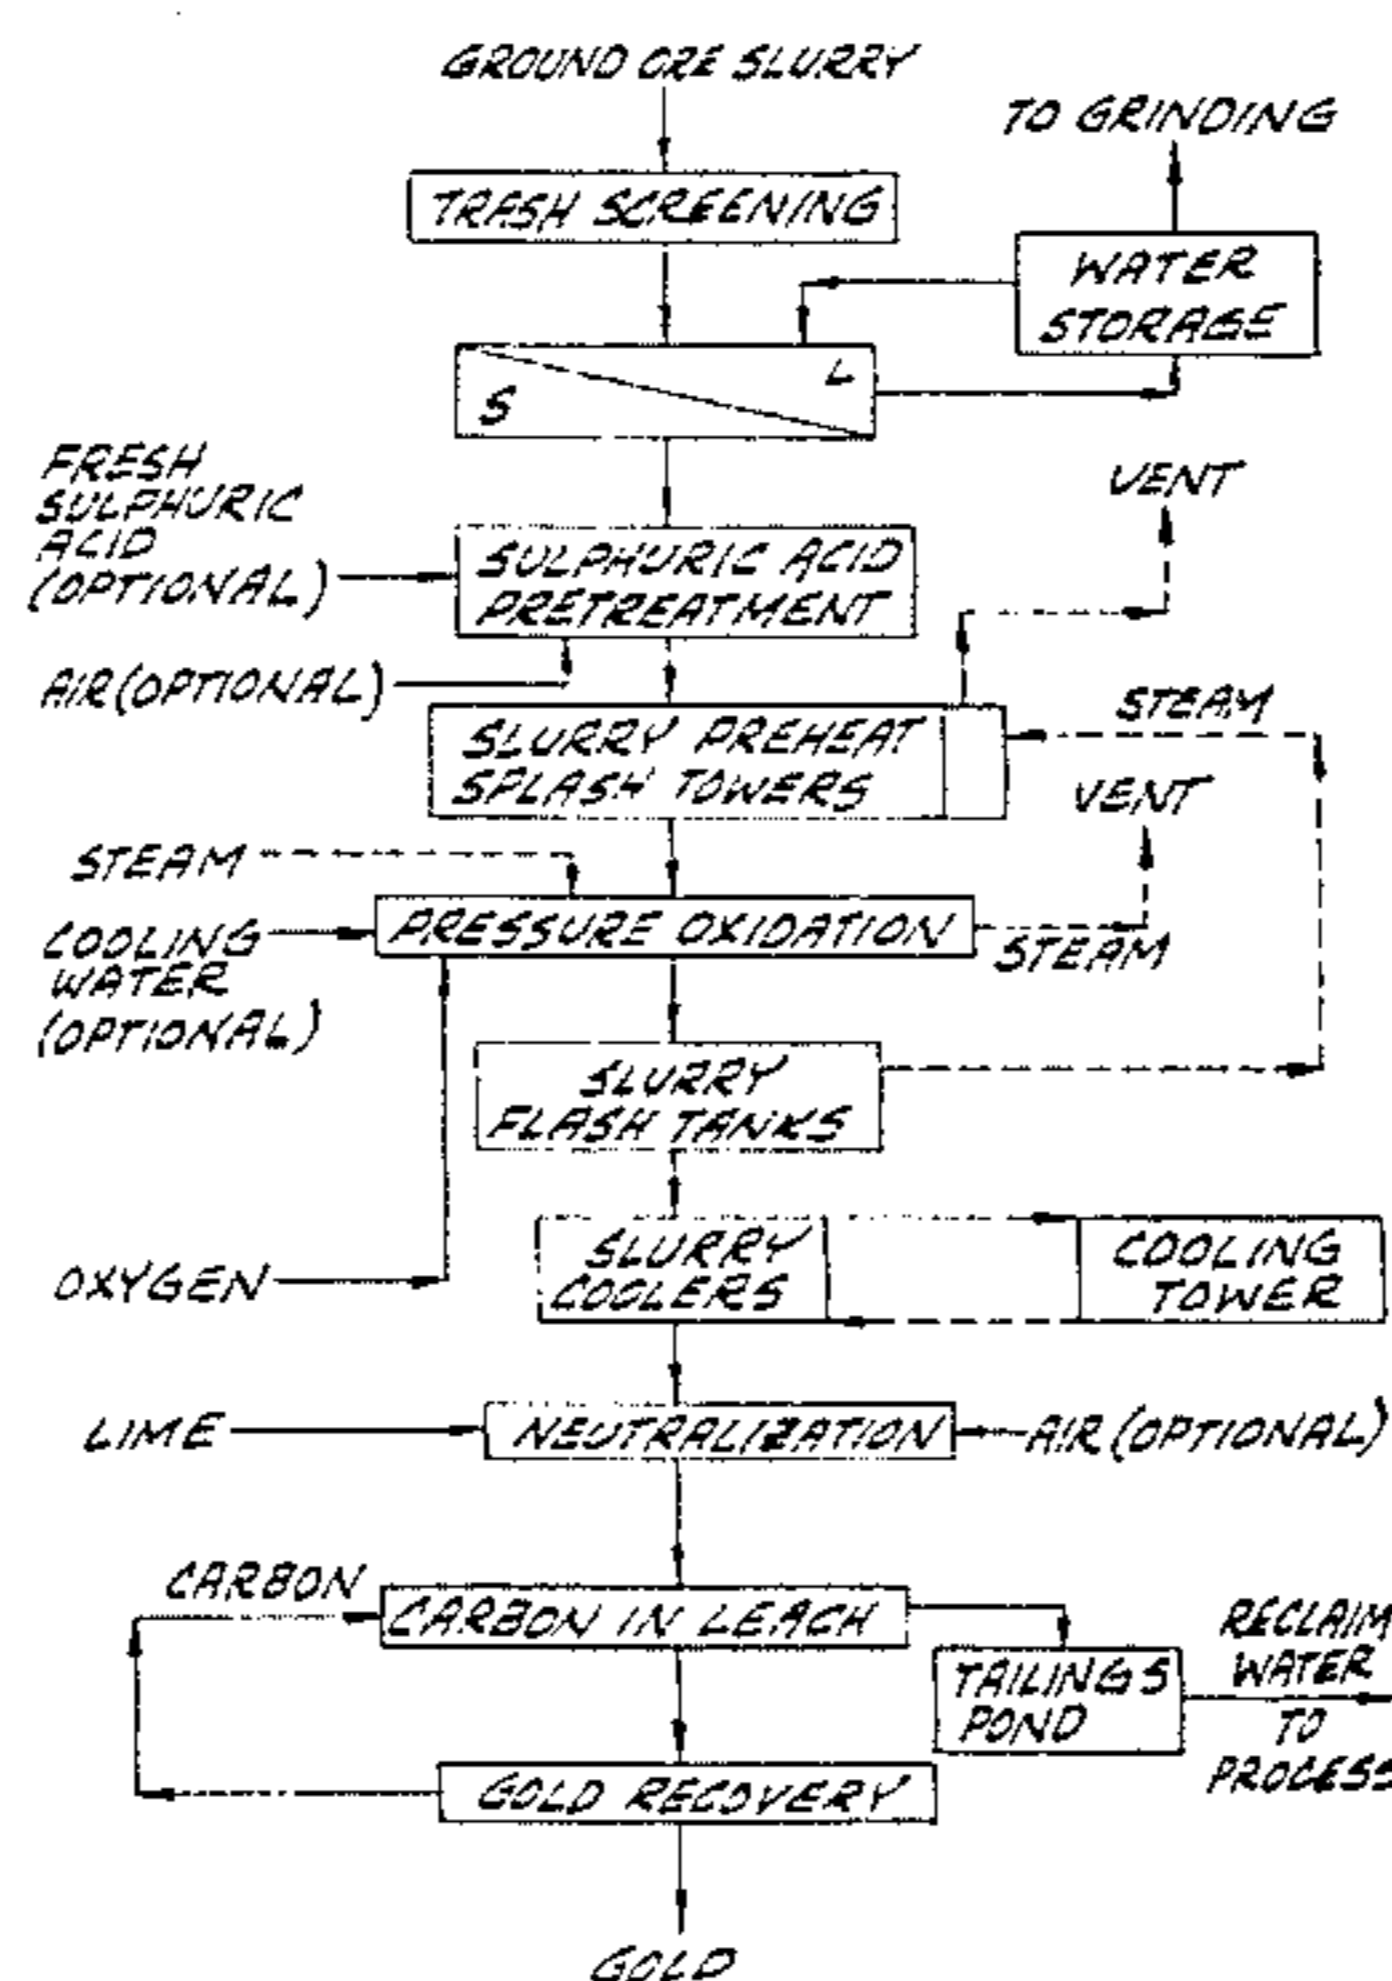 GROUND ORE SLURRY
TO GRINDING
TRASH SCREENING
WATER
STORAGE
L
S
FRESH
SULPHURIC
ACID
(OPTIONAL)
VENT
SULPHURIC ACID
PRETREATMENT
AIR (OPTIONAL)
STEAM
SLURRY PREHEAT
SPLASH TOWERS
VENT
STEAM
PRESSURE OXIDATION
STEAM
COOLING
WATER
(OPTIONAL)
SLURRY
FLASH TANKS
SLURRY
COOLERS
COOLING
TOWER
OXYGEN
LIME
NEUTRALIZATION
AIR (OPTIONAL)
CARBON
CARBON IN LEACH
RECLAIM
WATER
TO
PROCESS
TAILINGS
POND
GOLD RECOVERY
GOLD